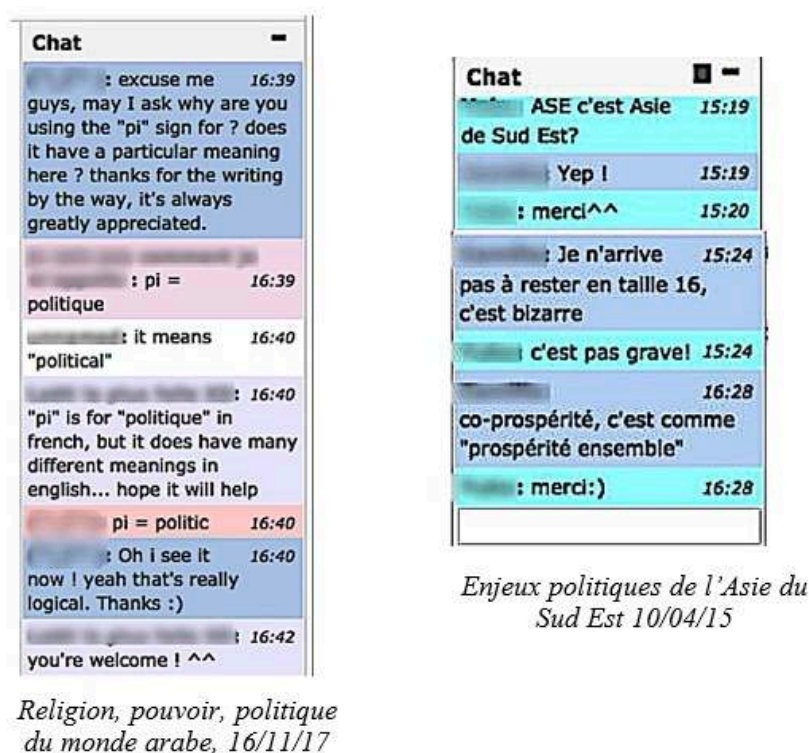 Chat
: excuse me 16:39
guys, may I ask why are you
using the "pi" sign for ? does
it have a particular meaning
here ? thanks for the writing
by the way, it's always
greatly appreciated.
: pi = 16:39
politique
: it means 16:40
"political"
: 16:40
"pi" is for "politique" in
french, but it does have many
different meanings in
english... hope it will help
pi = politic 16:40
: Oh i see it 16:40
now ! yeah that's really
logical. Thanks :)
: 16:42
you're welcome ! ^^
Religion, pouvoir, politique
du monde arabe, 16/11/17
Chat
ASE c'est Asie 15:19
de Sud Est?
Yep ! 15:19
: merci^^ 15:20
: Je n'arrive 15:24
pas à rester en taille 16,
c'est bizarre
c'est pas grave! 15:24
16:28
co-prospérité, c'est comme
"prospérité ensemble"
: merci:) 16:28
Enjeux politiques de l'Asie du
Sud Est 10/04/15